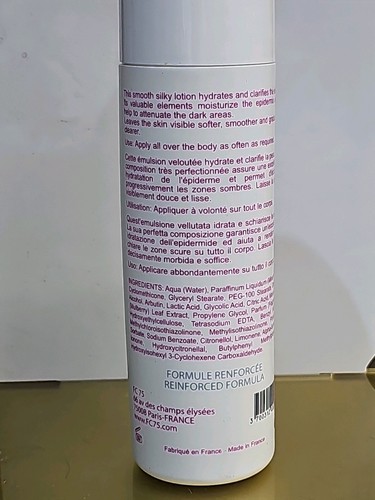 This smooth silky lotion hydrates and clarifies the
Its valuable elements moisturize the epidermis
help to attenuate the dark areas.
Leaves the skin visible softer, smoother and
clearer.
Use: Apply all over the body as often as required
Cette émulsion veloutée hydrate et clarifie la
composition très perfectionnée assure une
hydratation de l'épiderme et permet
progressivement les zones sombres. Laisse
visiblement douce et lisse.
Utilisation: Appliquer à volonté sur tout le corps.
Quest'emulsione vellutata idrata e schiarisce
La sua perfetta composizione garantisce
idratazione dell'epidermide ed aiuta a
chiare le zone scure su tutto il corpo. Lascia
decisamente morbida e soffice.
Uso: Applicare abbondantemente su tutto il
INGREDIENTS: Aqua (Water), Paraffinum Liquidum
Cyclomethicone, Glyceryl Stearate, PEG-100 Stearate
Alcohol, Arbutin, Lactic Acid, Glycolic Acid, Citric Acid,
Leaf Extract, Propylene Glycol, Parfum
Hydroxyethylcellulose, Tetrasodium EDTA,
Methylchloroisothiazolinone, Methylisothiazolinone,
Sodium Benzoate, Citronellol, Limonene,
Hydroxycitronellal, Butylphenyl
Hydroxyisohexyl 3-Cyclohexene Carboxaldehyde.
FORMULE RENFORCÉE
REINFORCED FORMULA
FC 75
66 av des champs élysées
75008 Paris-FRANCE
www.FC75.com
Fabriqué en France - Made in France